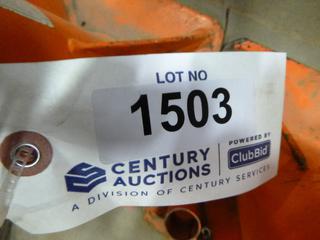 LOT NO
1503
CENTURY
AUCTIONS
POWERED BY
ClubBid
A DIVISION OF CENTURY SERVICES